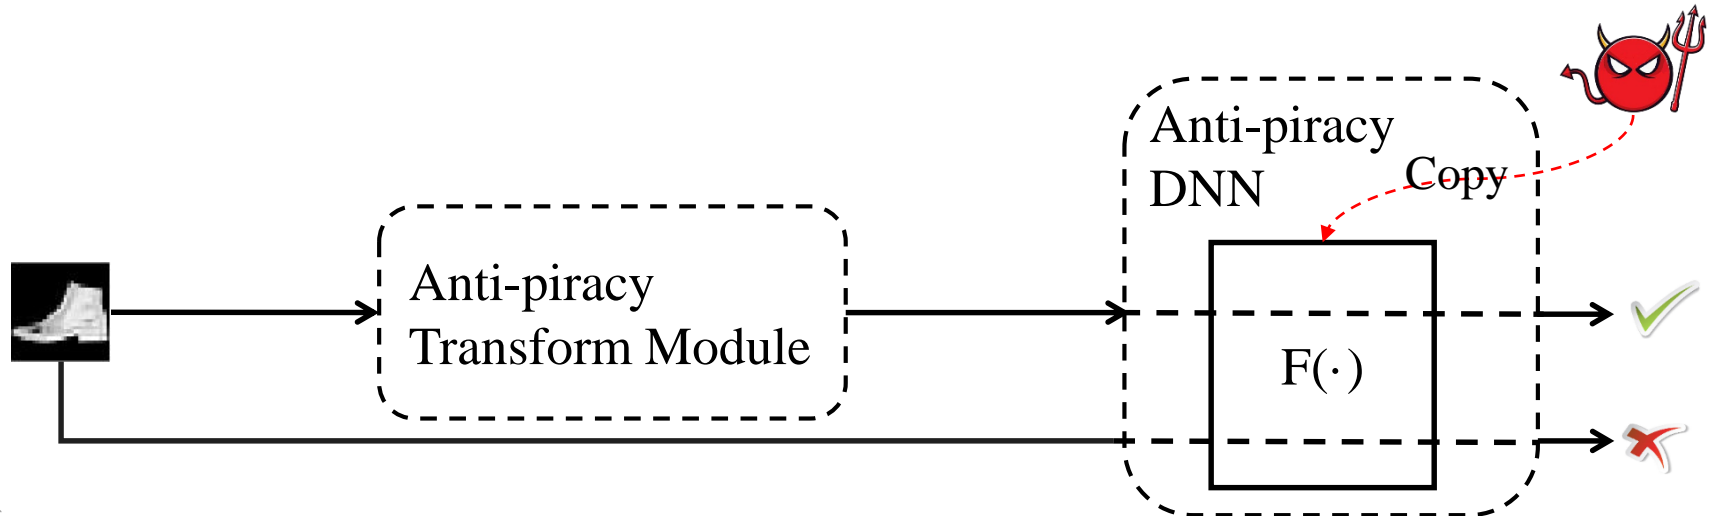 Anti-piracy
DNN
Copy
Anti-piracy
Transform Module
F(·)